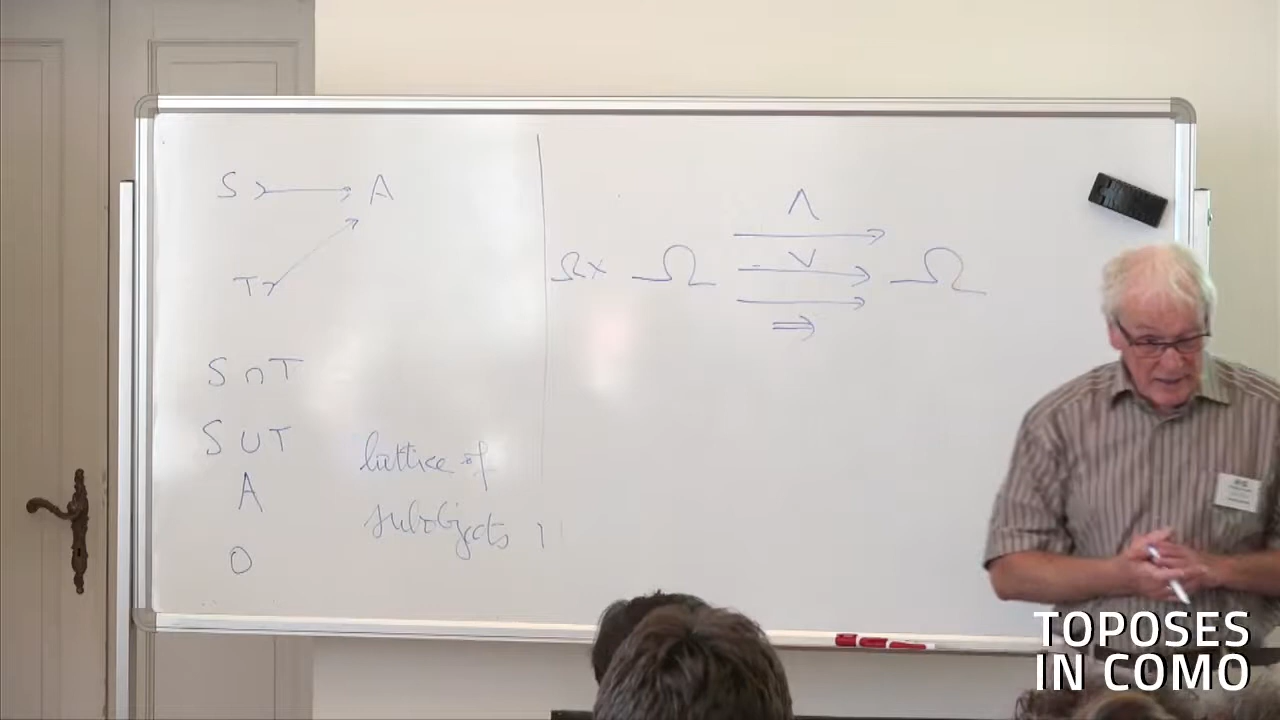 S ↣ A
T ↣
S ∩ T
S ∪ T
A
0
lattice of
subobjects
∧
Ω × Ω → Ω
∨
⇒
TOPOSES
IN COMO